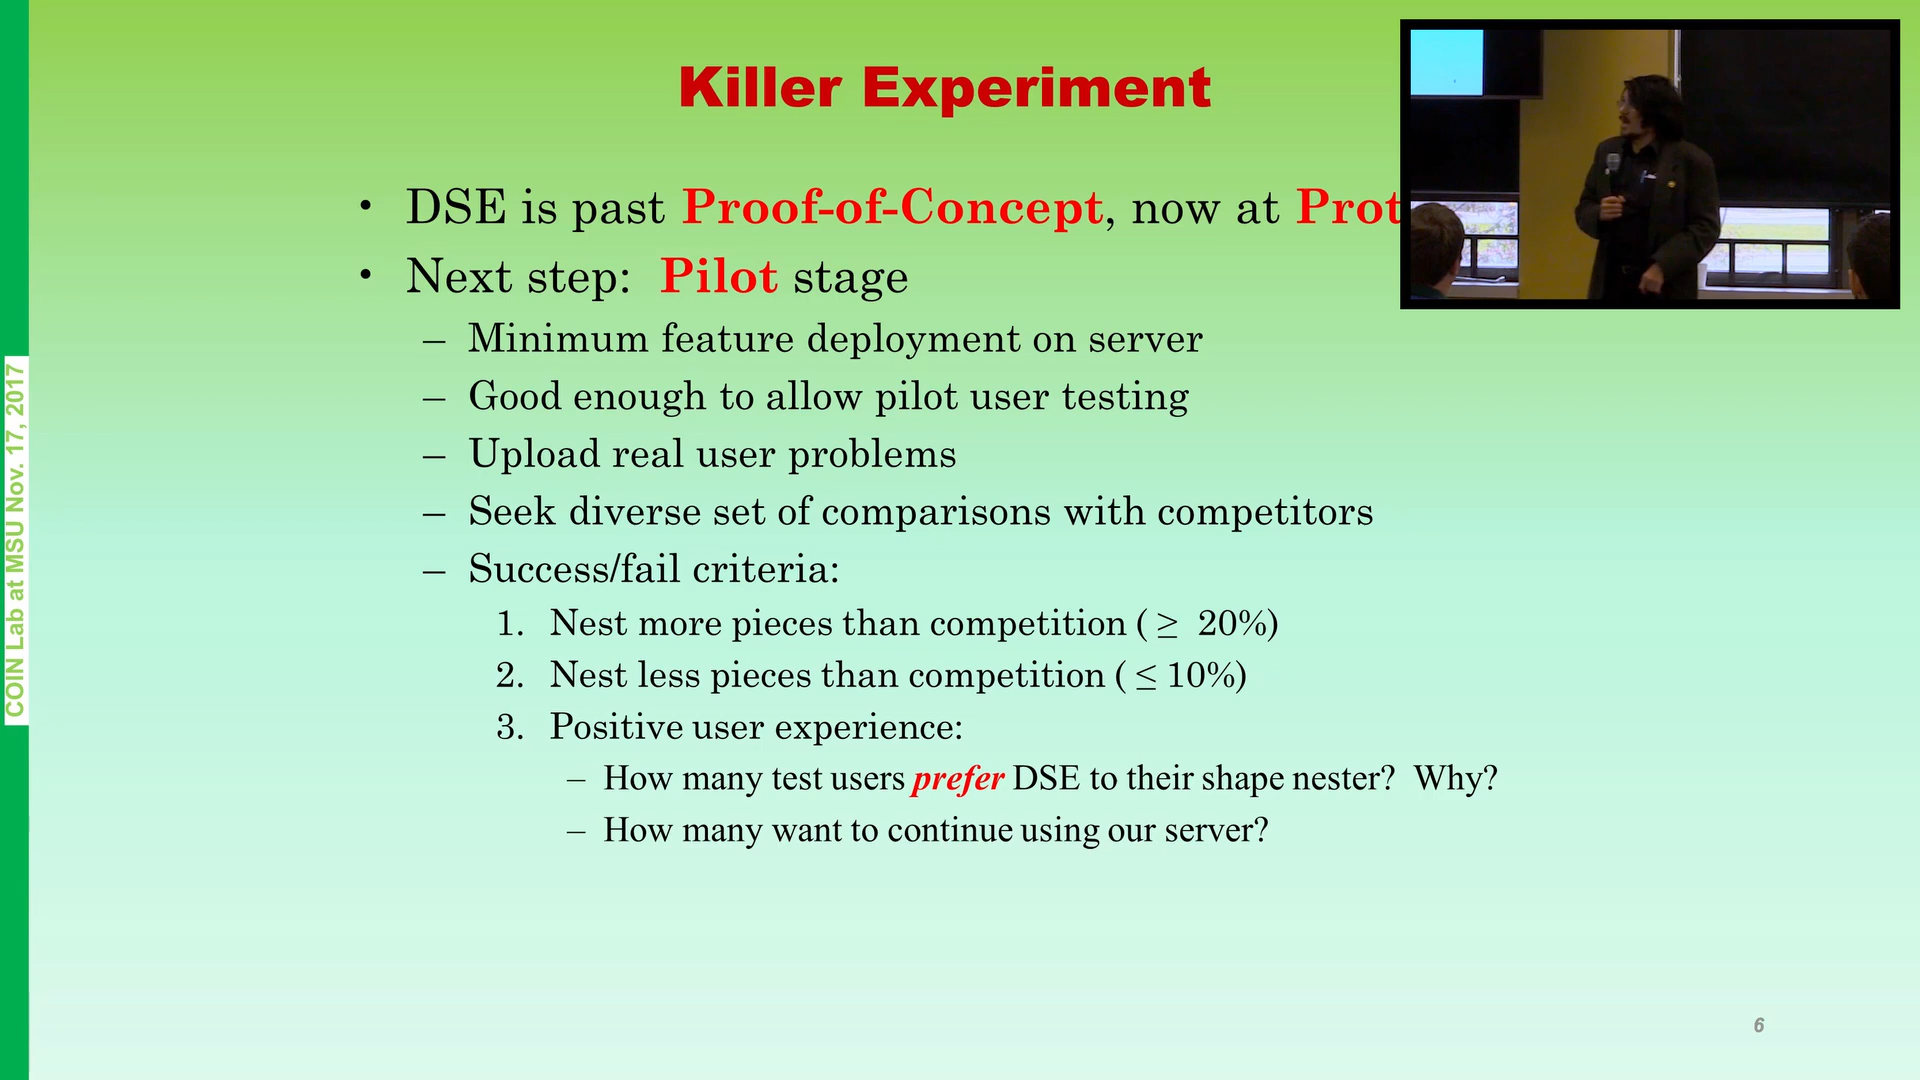 Killer Experiment
• DSE is past Proof-of-Concept, now at Prot
• Next step: Pilot stage
– Minimum feature deployment on server
– Good enough to allow pilot user testing
– Upload real user problems
– Seek diverse set of comparisons with competitors
– Success/fail criteria:
1. Nest more pieces than competition ( ≥ 20%)
2. Nest less pieces than competition ( ≤ 10%)
3. Positive user experience:
– How many test users prefer DSE to their shape nester? Why?
– How many want to continue using our server?
COIN Lab at MSU Nov. 17, 2017
6